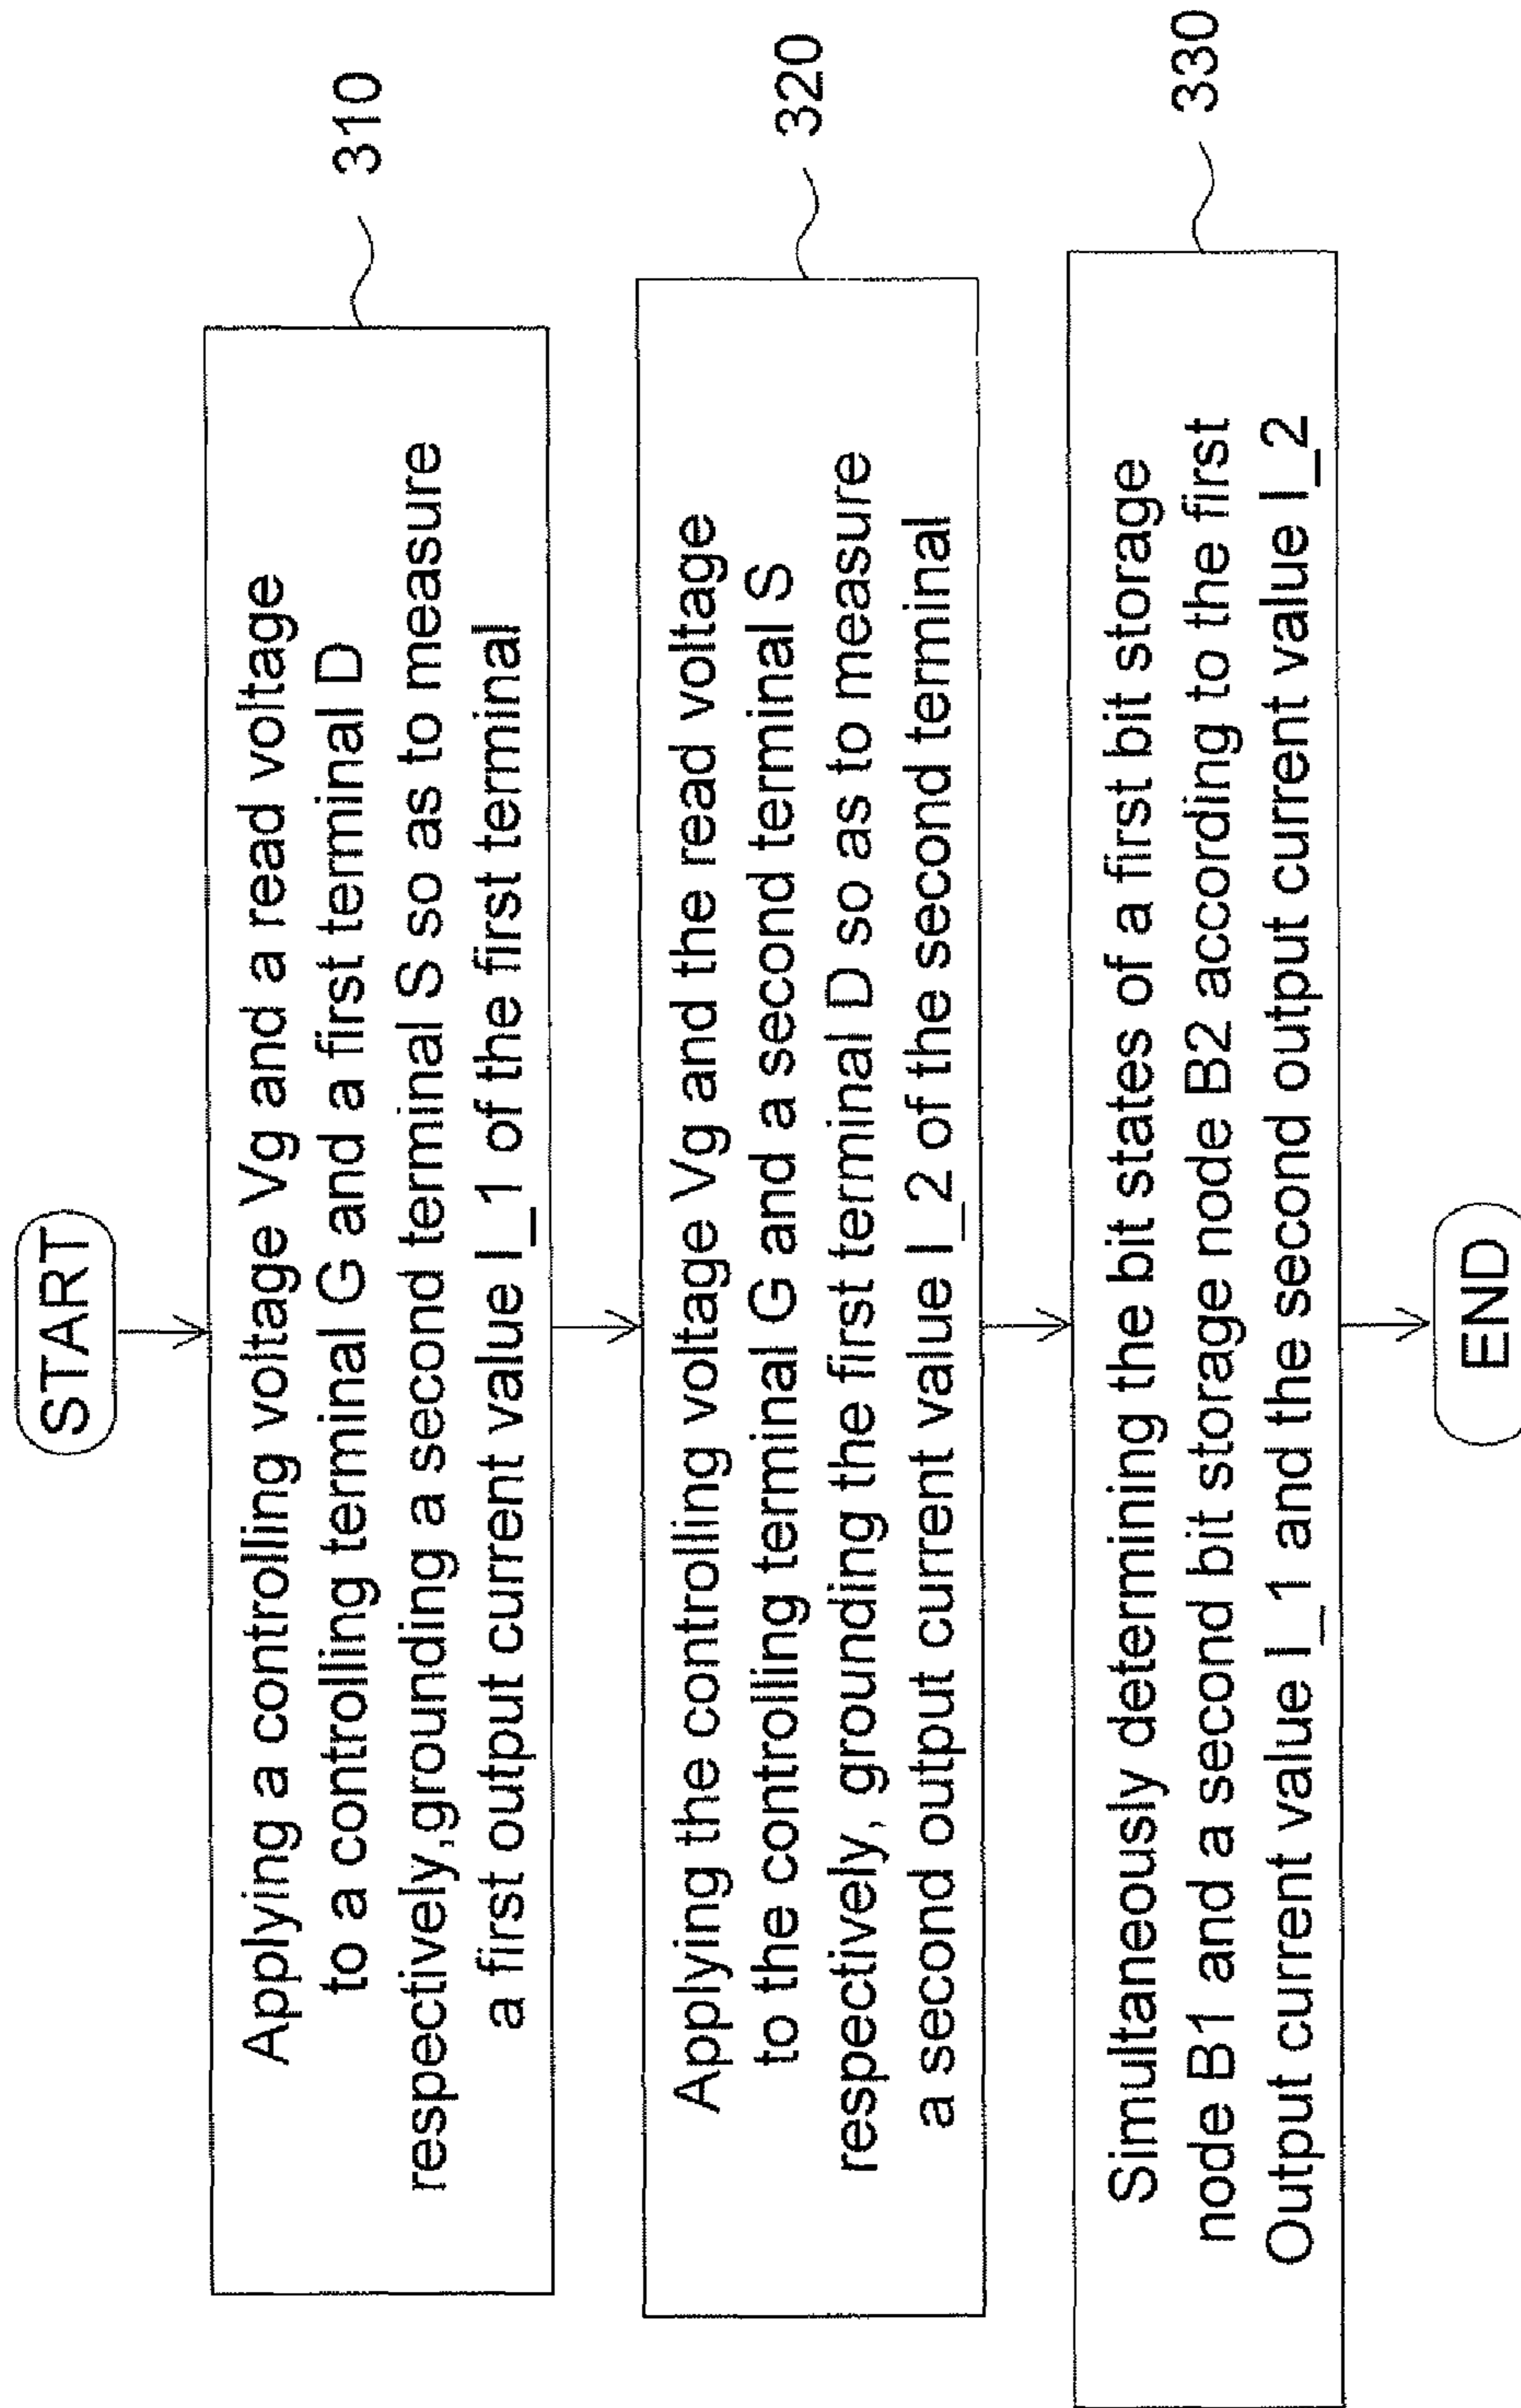 START
Applying a controlling voltage Vg and a read voltage
to a controlling terminal G and a first terminal D
respectively,grounding a second terminal S so as to measure
a first output current value I_1 of the first terminal
310
Applying the controlling voltage Vg and the read voltage
to the controlling terminal G and a second terminal S
respectively, grounding the first terminal D so as to measure
a second output current value I_2 of the second terminal
320
Simultaneously determining the bit states of a first bit storage
node B1 and a second bit storage node B2 according to the first
Output current value I_1 and the second output current value I_2
330
END